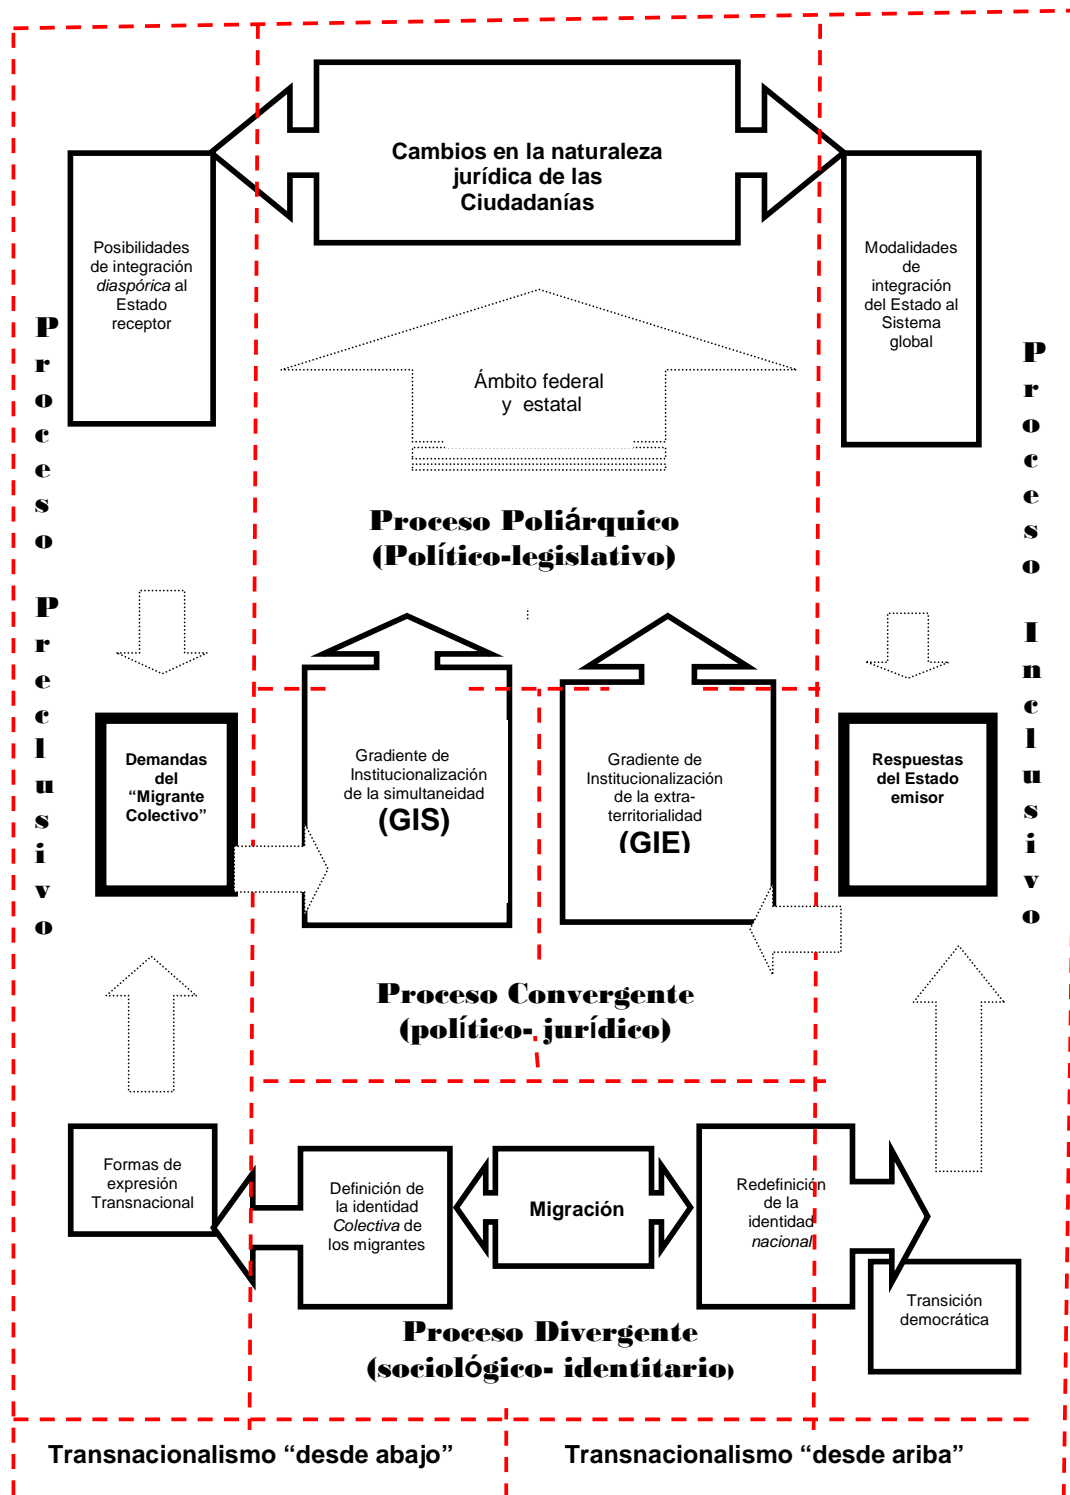 Cambios en la naturaleza
jurídica de las
Ciudadanías
Posibilidades
de integración
diaspórica al
Estado
receptor
Modalidades
de
integración
del Estado al
Sistema
global
Ámbito federal
y estatal
Proceso Preclusivo
Proceso Inclusivo
Proceso Poliárquico
(Político-legislativo)
Demandas
del
“Migrante
Colectivo”
Gradiente de
Institucionalización
de la simultaneidad
(GIS)
Gradiente de
Institucionalización
de la extra-
territorialidad
(GIE)
Respuestas
del Estado
emisor
Proceso Convergente
(político- jurídico)
Formas de
expresión
Transnacional
Definición de
la identidad
Colectiva de
los migrantes
Migración
Redefinición
de la
identidad
nacional
Transición
democrática
Proceso Divergente
(sociológico- identitario)
Transnacionalismo “desde abajo”
Transnacionalismo “desde ariba”